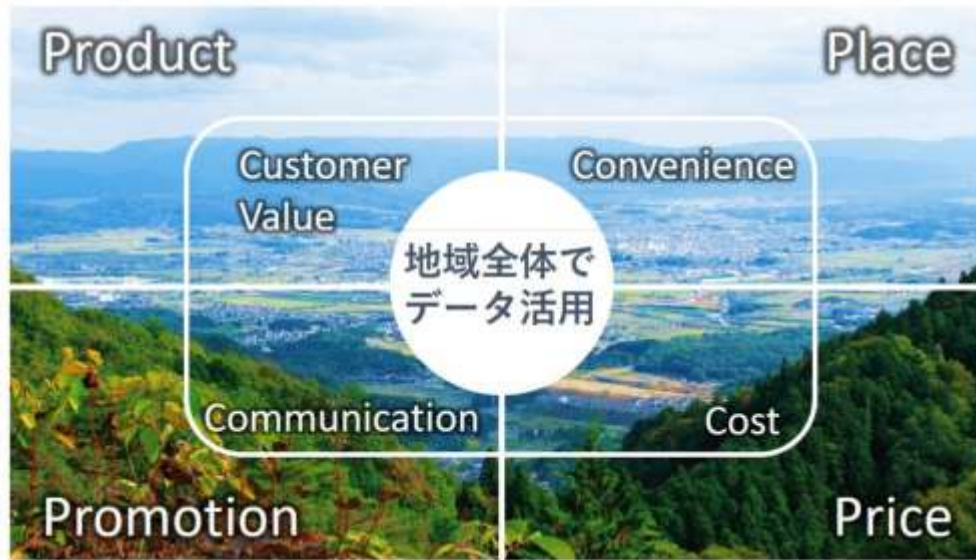 Product
Place
Customer
Value
Convenience
地域全体で
データ活用
Communication
Cost
Promotion
Price